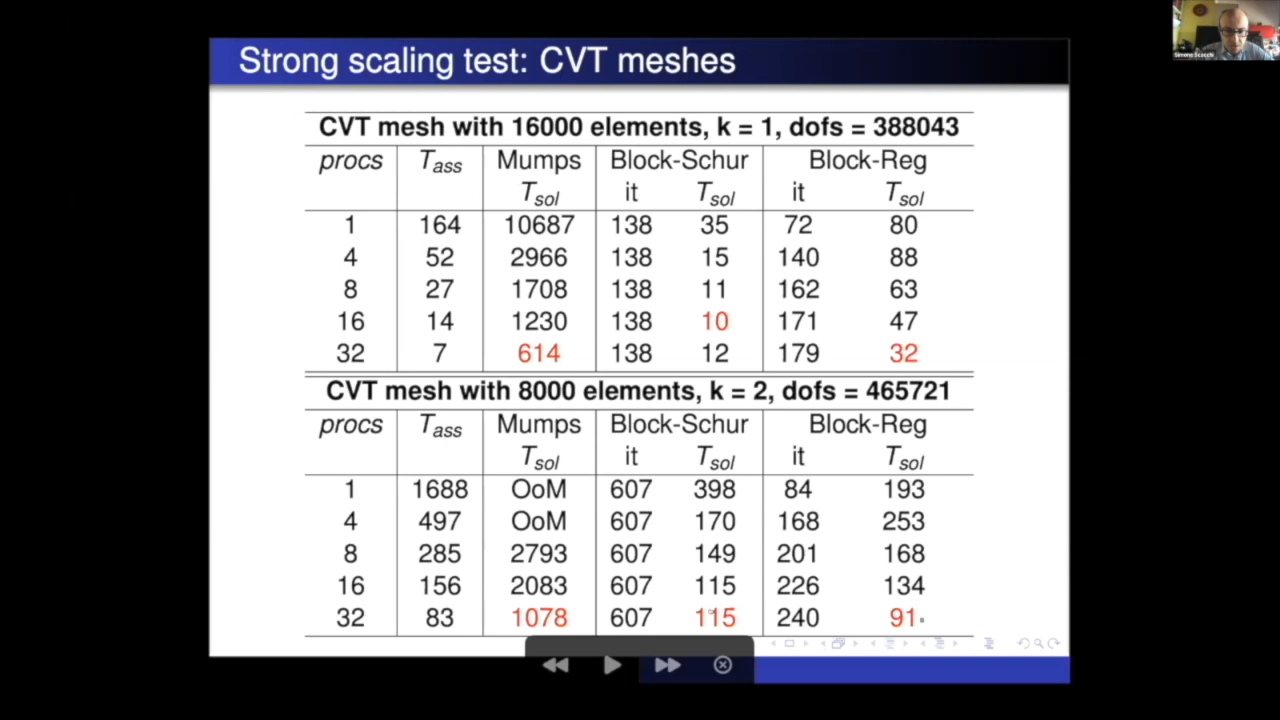 Strong scaling test: CVT meshes
CVT mesh with 16000 elements, k = 1, dofs = 388043
procs T_ass Mumps Block-Schur Block-Reg
T_sol it T_sol it T_sol
1 164 10687 138 35 72 80
4 52 2966 138 15 140 88
8 27 1708 138 11 162 63
16 14 1230 138 10 171 47
32 7 614 138 12 179 32
CVT mesh with 8000 elements, k = 2, dofs = 465721
procs T_ass Mumps Block-Schur Block-Reg
T_sol it T_sol it T_sol
1 1688 OoM 607 398 84 193
4 497 OoM 607 170 168 253
8 285 2793 607 149 201 168
16 156 2083 607 115 226 134
32 83 1078 607 115 240 91
Simone Scacchi